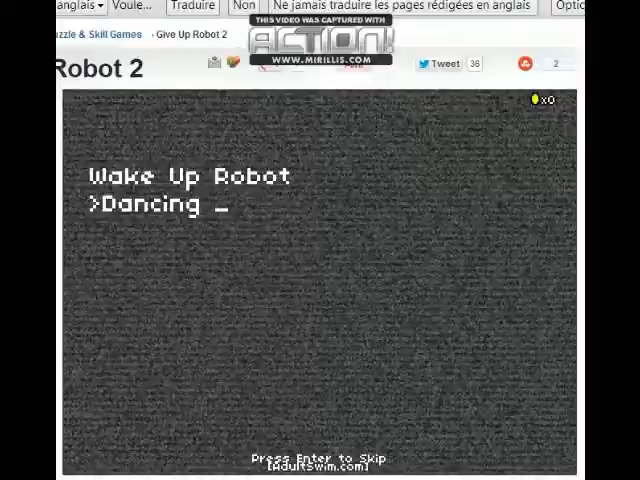 anglais Voule... Traduire Non Ne jamais traduire les pages rédigées en anglais Optio
THIS VIDEO WAS CAPTURED WITH
ACTION!
WWW.MIRILLIS.COM
uzzle & Skill Games › Give Up Robot 2
Robot 2
Tweet 36 2
x0
Wake Up Robot
>Dancing _
Press Enter to Skip
[AdultSwim.com]